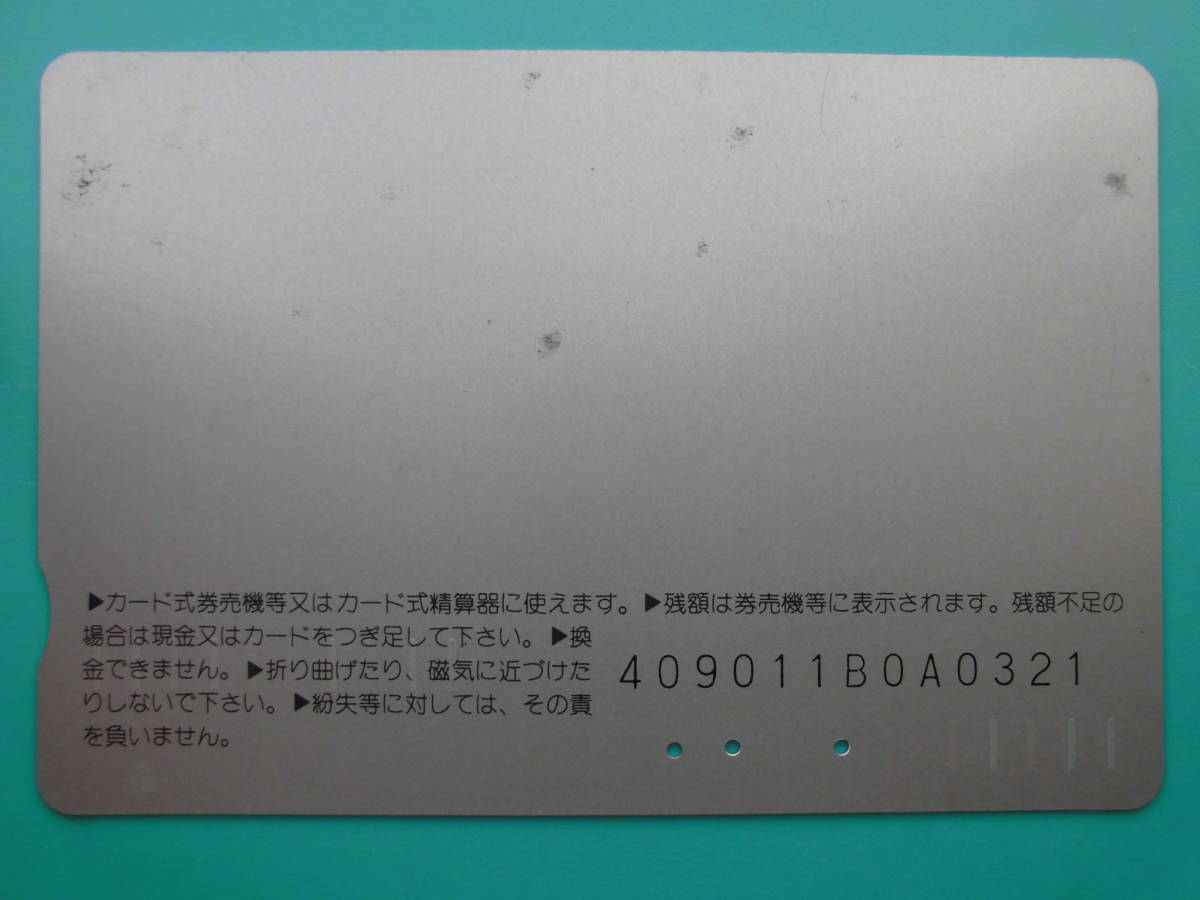 ▶カード式券売機等又はカード式精算器に使えます。▶残額は券売機等に表示されます。残額不足の
場合は現金又はカードをつぎ足して下さい。▶換
金できません。▶折り曲げたり、磁気に近づけた
りしないで下さい。▶紛失等に対しては、その責
を負いません。
409011B0A0321